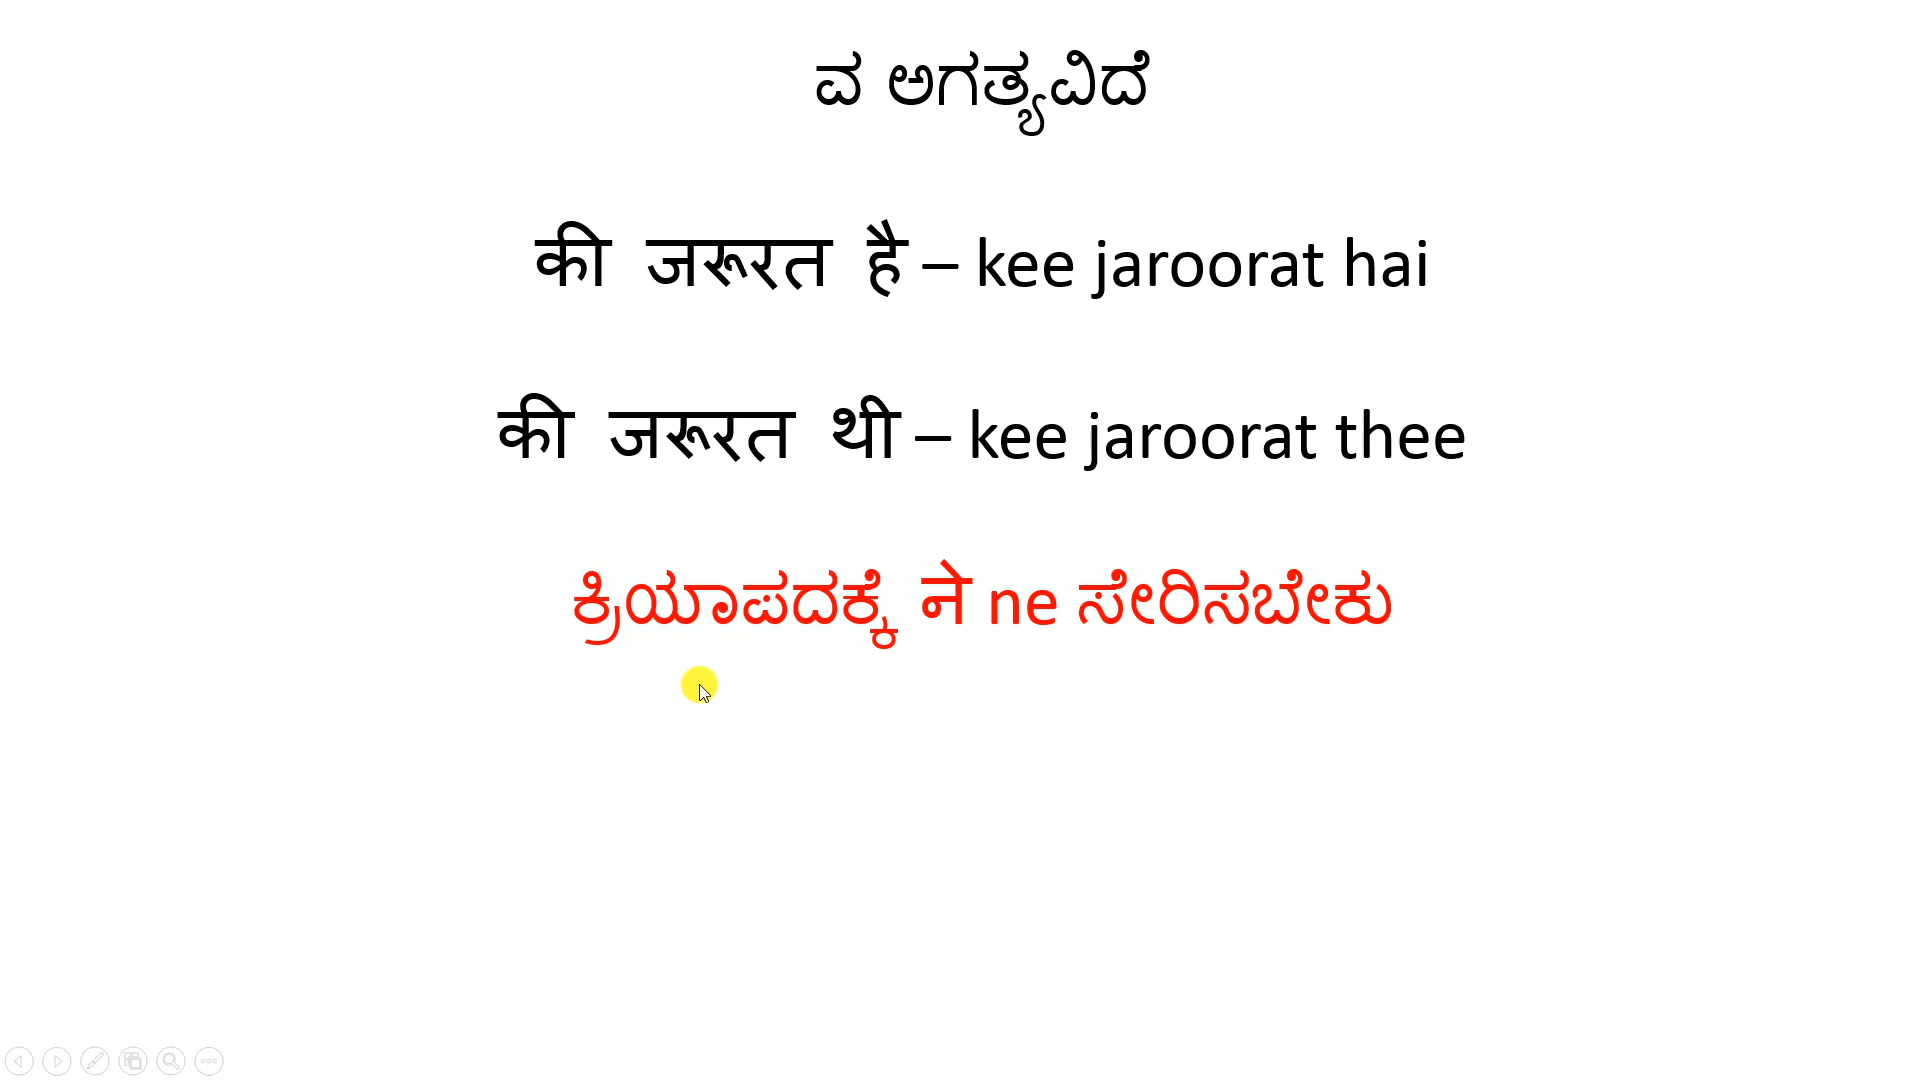 ವ ಅಗತ್ಯವಿದೆ
की जरूरत है – kee jaroorat hai
की जरूरत थी – kee jaroorat thee
ಕ್ರಿಯಾಪದಕ್ಕೆ ने ne ಸೇರಿಸಬೇಕು